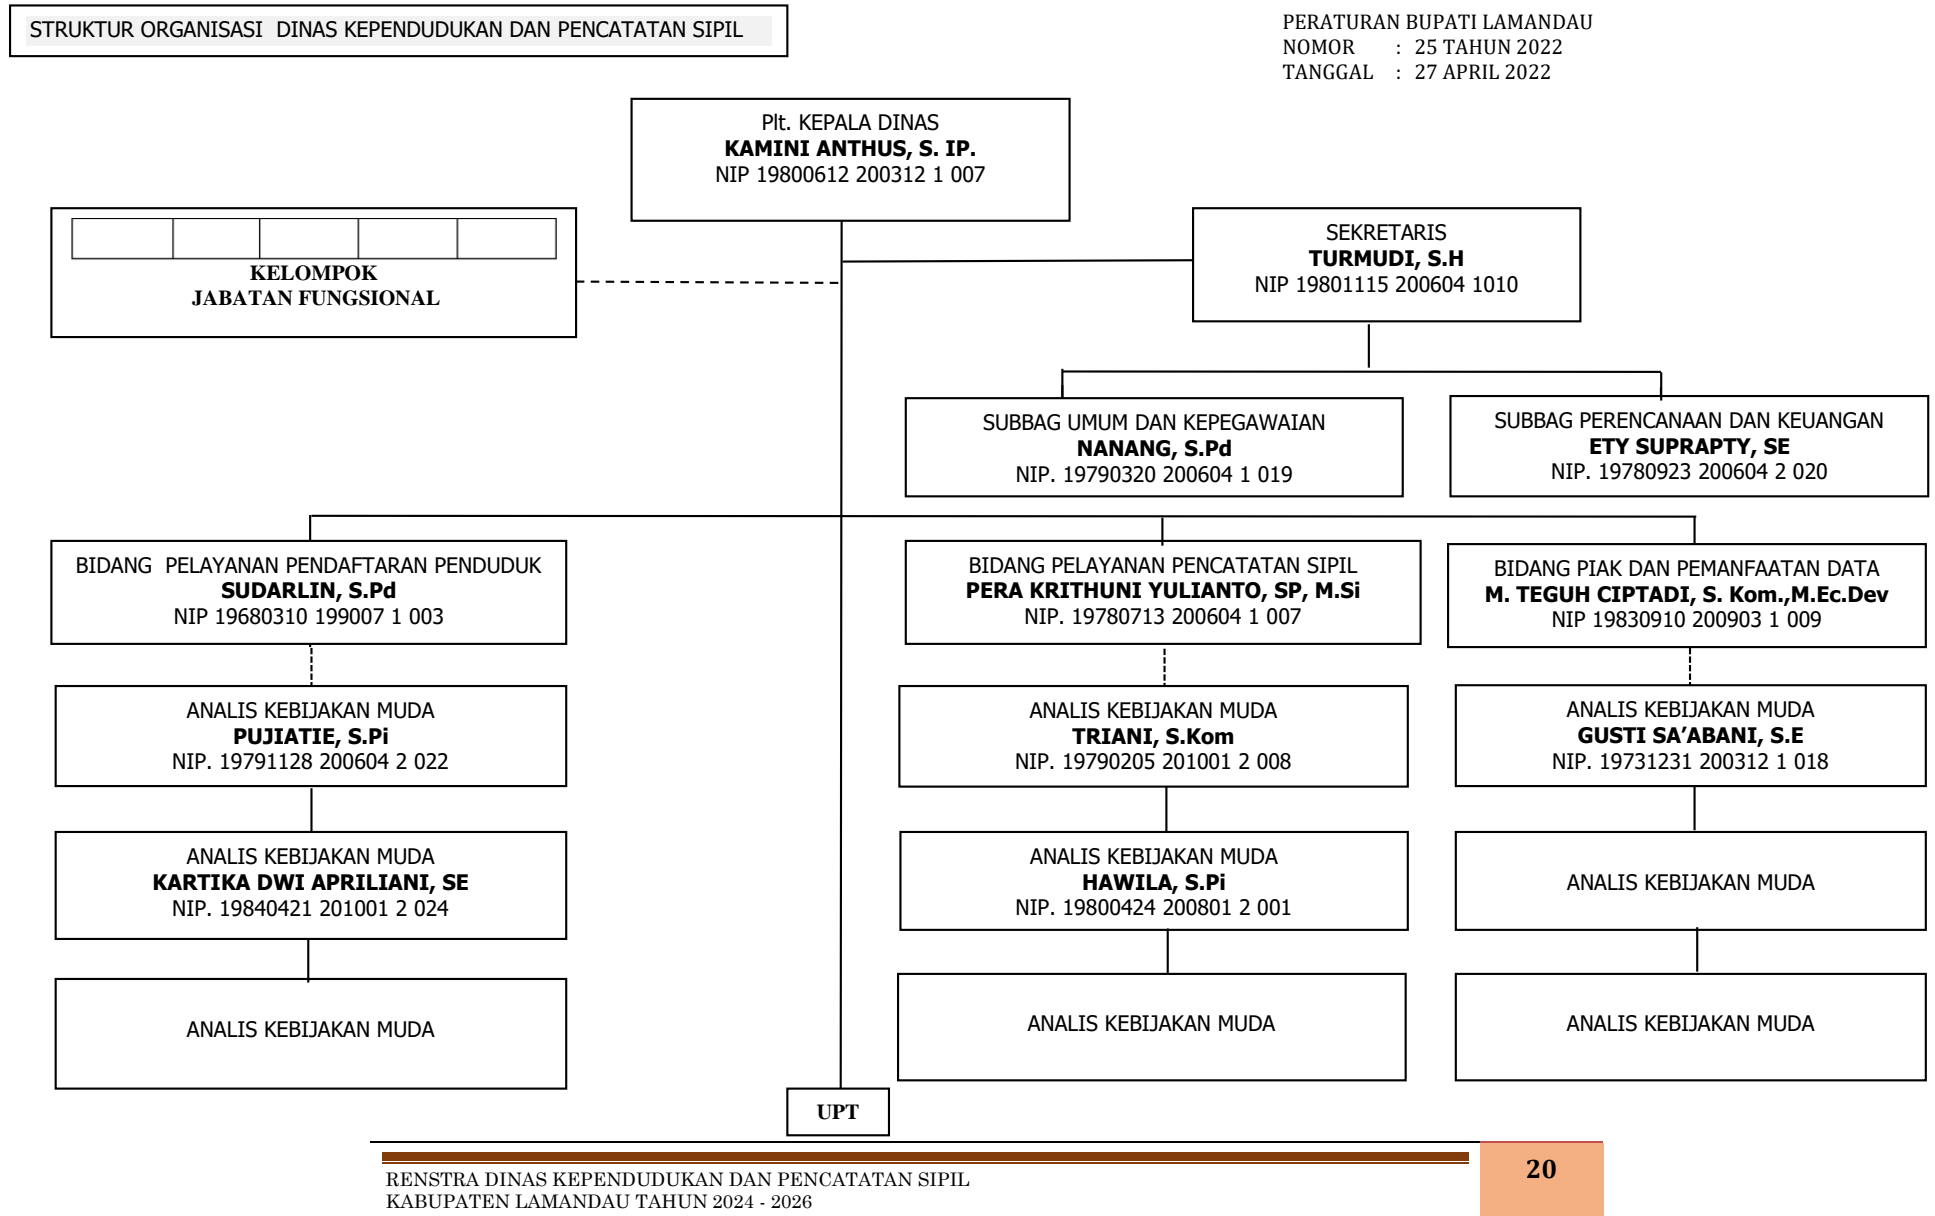 STRUKTUR ORGANISASI  DINAS KEPENDUDUKAN DAN PENCATATAN SIPIL
PERATURAN BUPATI LAMANDAU
NOMOR : 25 TAHUN 2022
TANGGAL : 27 APRIL 2022
Plt. KEPALA DINAS
KAMINI ANTHUS, S. IP.
NIP 19800612 200312 1 007
KELOMPOK
JABATAN FUNGSIONAL
SEKRETARIS
TURMUDI, S.H
NIP 19801115 200604 1010
SUBBAG UMUM DAN KEPEGAWAIAN
NANANG, S.Pd
NIP. 19790320 200604 1 019
SUBBAG PERENCANAAN DAN KEUANGAN
ETY SUPRAPTY, SE
NIP. 19780923 200604 2 020
BIDANG  PELAYANAN PENDAFTARAN PENDUDUK
SUDARLIN, S.Pd
NIP 19680310 199007 1 003
BIDANG PELAYANAN PENCATATAN SIPIL
PERA KRITHUNI YULIANTO, SP, M.Si
NIP. 19780713 200604 1 007
BIDANG PIAK DAN PEMANFAATAN DATA
M. TEGUH CIPTADI, S. Kom.,M.Ec.Dev
NIP 19830910 200903 1 009
ANALIS KEBIJAKAN MUDA
PUJIATIE, S.Pi
NIP. 19791128 200604 2 022
ANALIS KEBIJAKAN MUDA
TRIANI, S.Kom
NIP. 19790205 201001 2 008
ANALIS KEBIJAKAN MUDA
GUSTI SA’ABANI, S.E
NIP. 19731231 200312 1 018
ANALIS KEBIJAKAN MUDA
KARTIKA DWI APRILIANI, SE
NIP. 19840421 201001 2 024
ANALIS KEBIJAKAN MUDA
HAWILA, S.Pi
NIP. 19800424 200801 2 001
ANALIS KEBIJAKAN MUDA
ANALIS KEBIJAKAN MUDA
ANALIS KEBIJAKAN MUDA
ANALIS KEBIJAKAN MUDA
UPT
RENSTRA DINAS KEPENDUDUKAN DAN PENCATATAN SIPIL
KABUPATEN LAMANDAU TAHUN 2024 - 2026
20